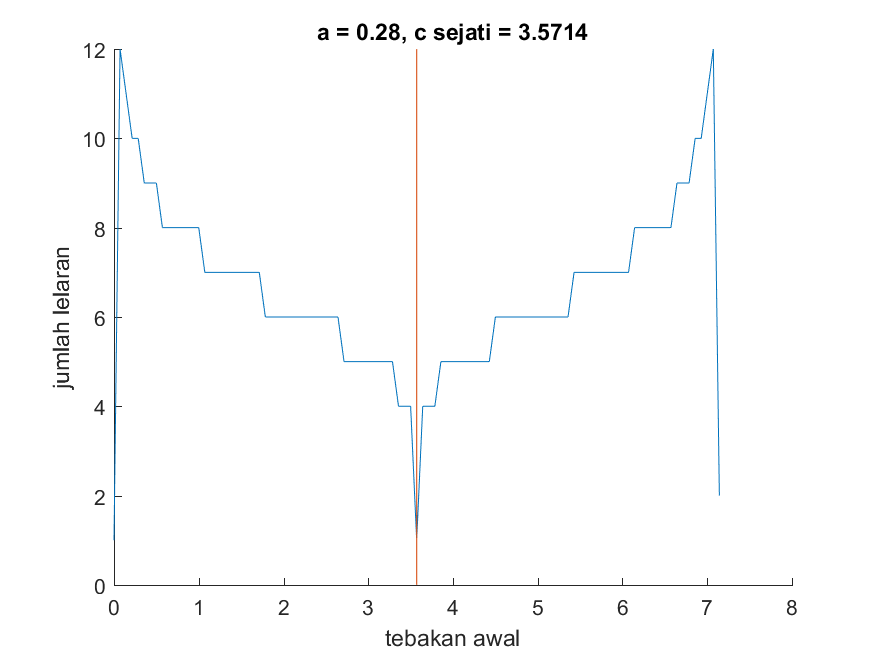 a = 0.28, c sejati = 3.5714
12
10
8
6
4
2
0
jumlah lelaran
0 1 2 3 4 5 6 7 8
tebakan awal